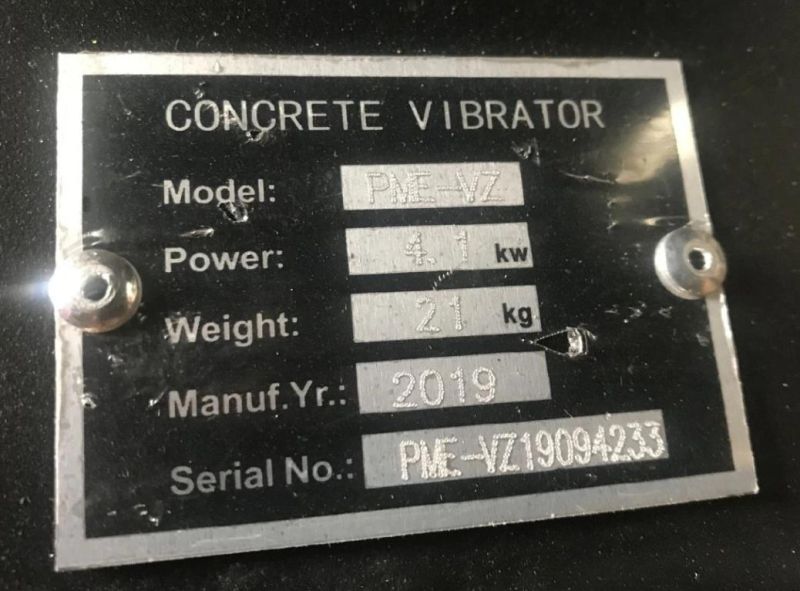 CONCRETE VIBRATOR
Model: PME-VZ
Power: 4.1 kw
Weight: 21 kg
Manuf.Yr.: 2019
Serial No.: PME-VZ19094233